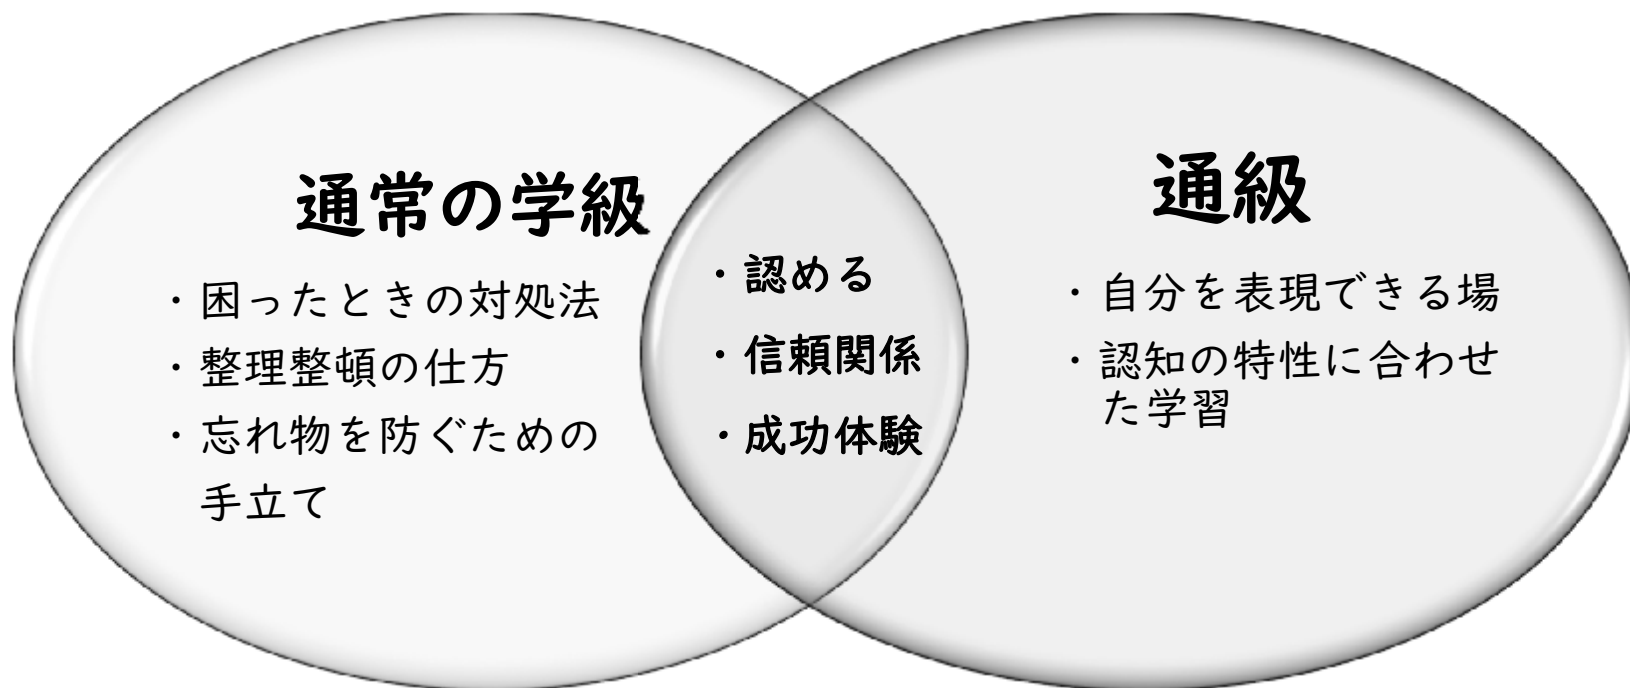 通常の学級
・困ったときの対処法
・整理整頓の仕方
・忘れ物を防ぐための
手立て
・認める
・信頼関係
・成功体験
通級
・自分を表現できる場
・認知の特性に合わせ
た学習